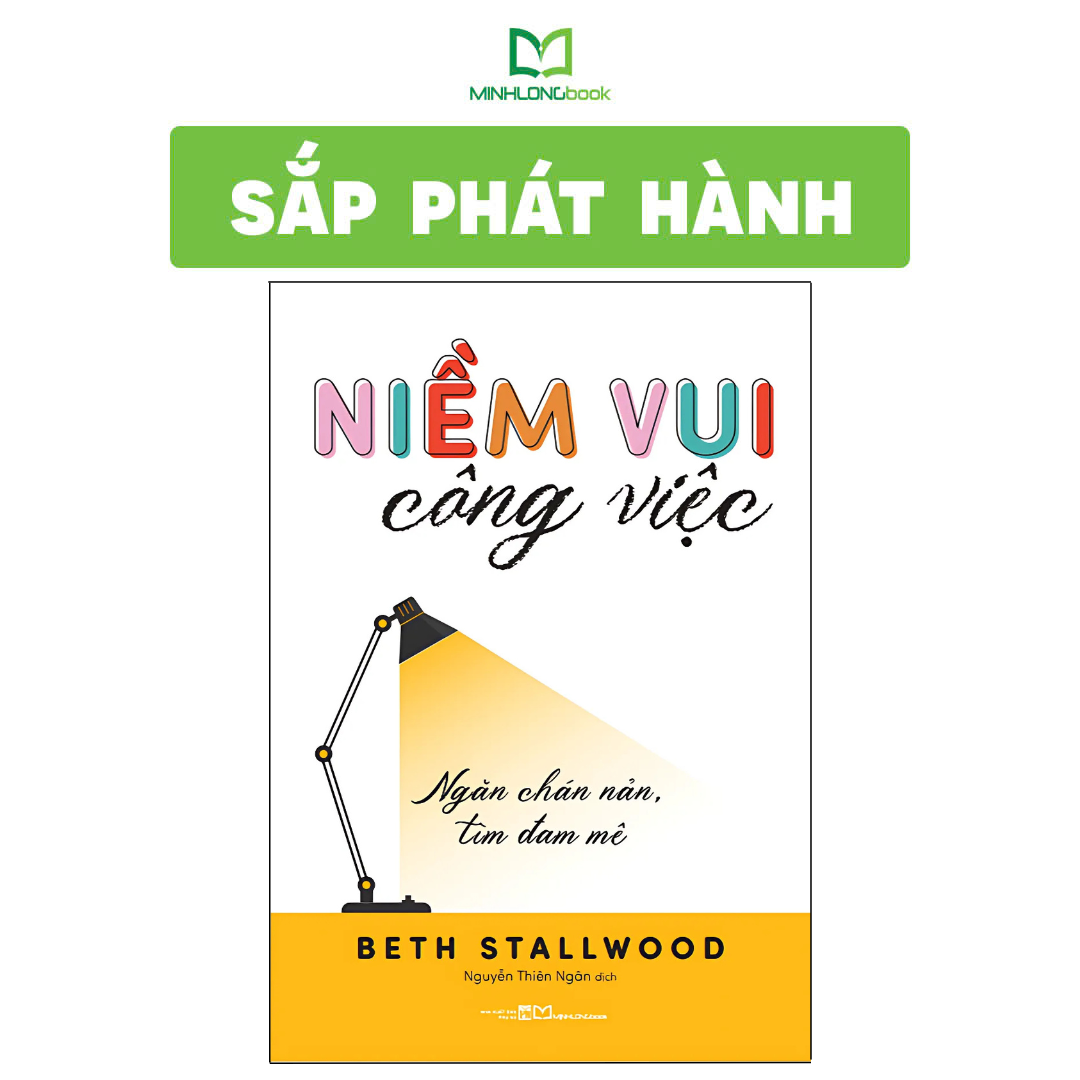 MINHLONGbook
SẮP PHÁT HÀNH
NIỀM VUI
công việc
Ngăn chán nản,
tìm đam mê
BETH STALLWOOD
Nguyễn Thiên Ngân dịch
MINHLONGbook